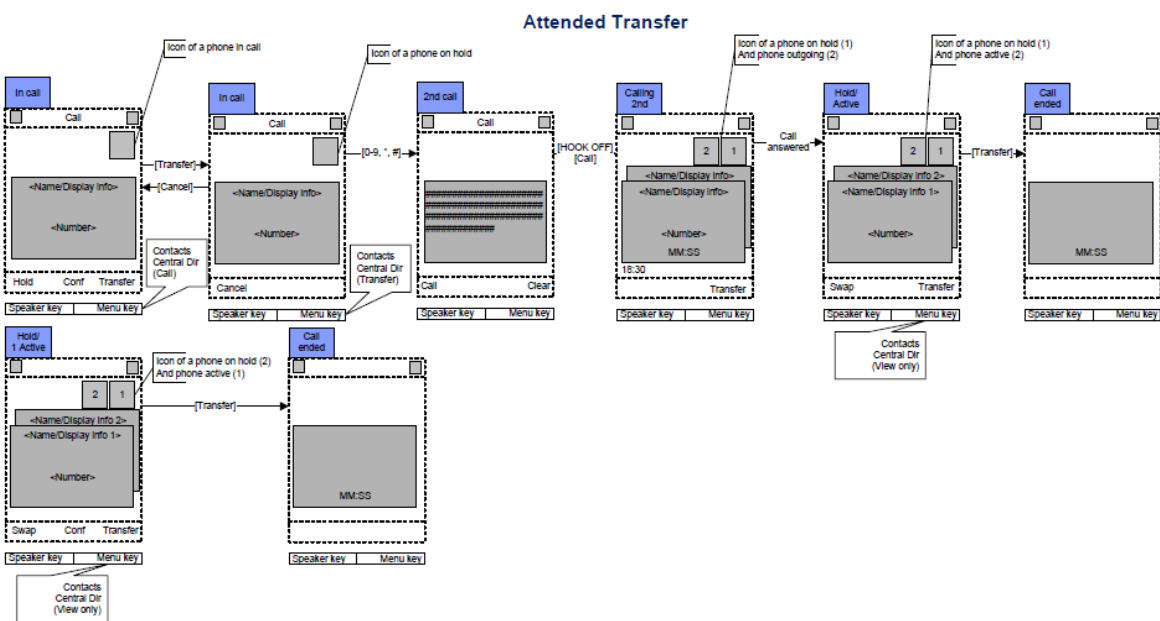 Attended Transfer
Icon of a phone in call
Icon of a phone on hold
Icon of a phone on hold (1)
And phone outgoing (2)
Icon of a phone on hold (1)
And phone active (2)
In call
Call
<Name/Display Info>
<Number>
Hold Conf Transfer
Speaker key Menu key
Contacts
Central Dir
(Call)
[Transfer]
[Cancel]
In call
Call
<Name/Display Info>
<Number>
Cancel
Speaker key Menu key
Contacts
Central Dir
(Transfer)
[0-9, *, #]
2nd call
Call
Call Clear
Speaker key Menu key
[HOOK OFF]
[Call]
Calling
2nd
2 1
<Name/Display Info>
<Name/Display Info>
<Number>
MM:SS
18:30
Transfer
Speaker key Menu key
Call
answered
Hold/
Active
2 1
<Name/Display Info 2>
<Name/Display Info 1>
<Number>
Swap Transfer
Speaker key Menu key
Contacts
Central Dir
(View only)
[Transfer]
Call
ended
MM:SS
Speaker key Menu key
Hold/
1 Active
Icon of a phone on hold (2)
And phone active (1)
2 1
<Name/Display Info 2>
<Name/Display Info 1>
<Number>
Swap Conf Transfer
Speaker key Menu key
Contacts
Central Dir
(View only)
[Transfer]
Call
ended
MM:SS
Speaker key Menu key